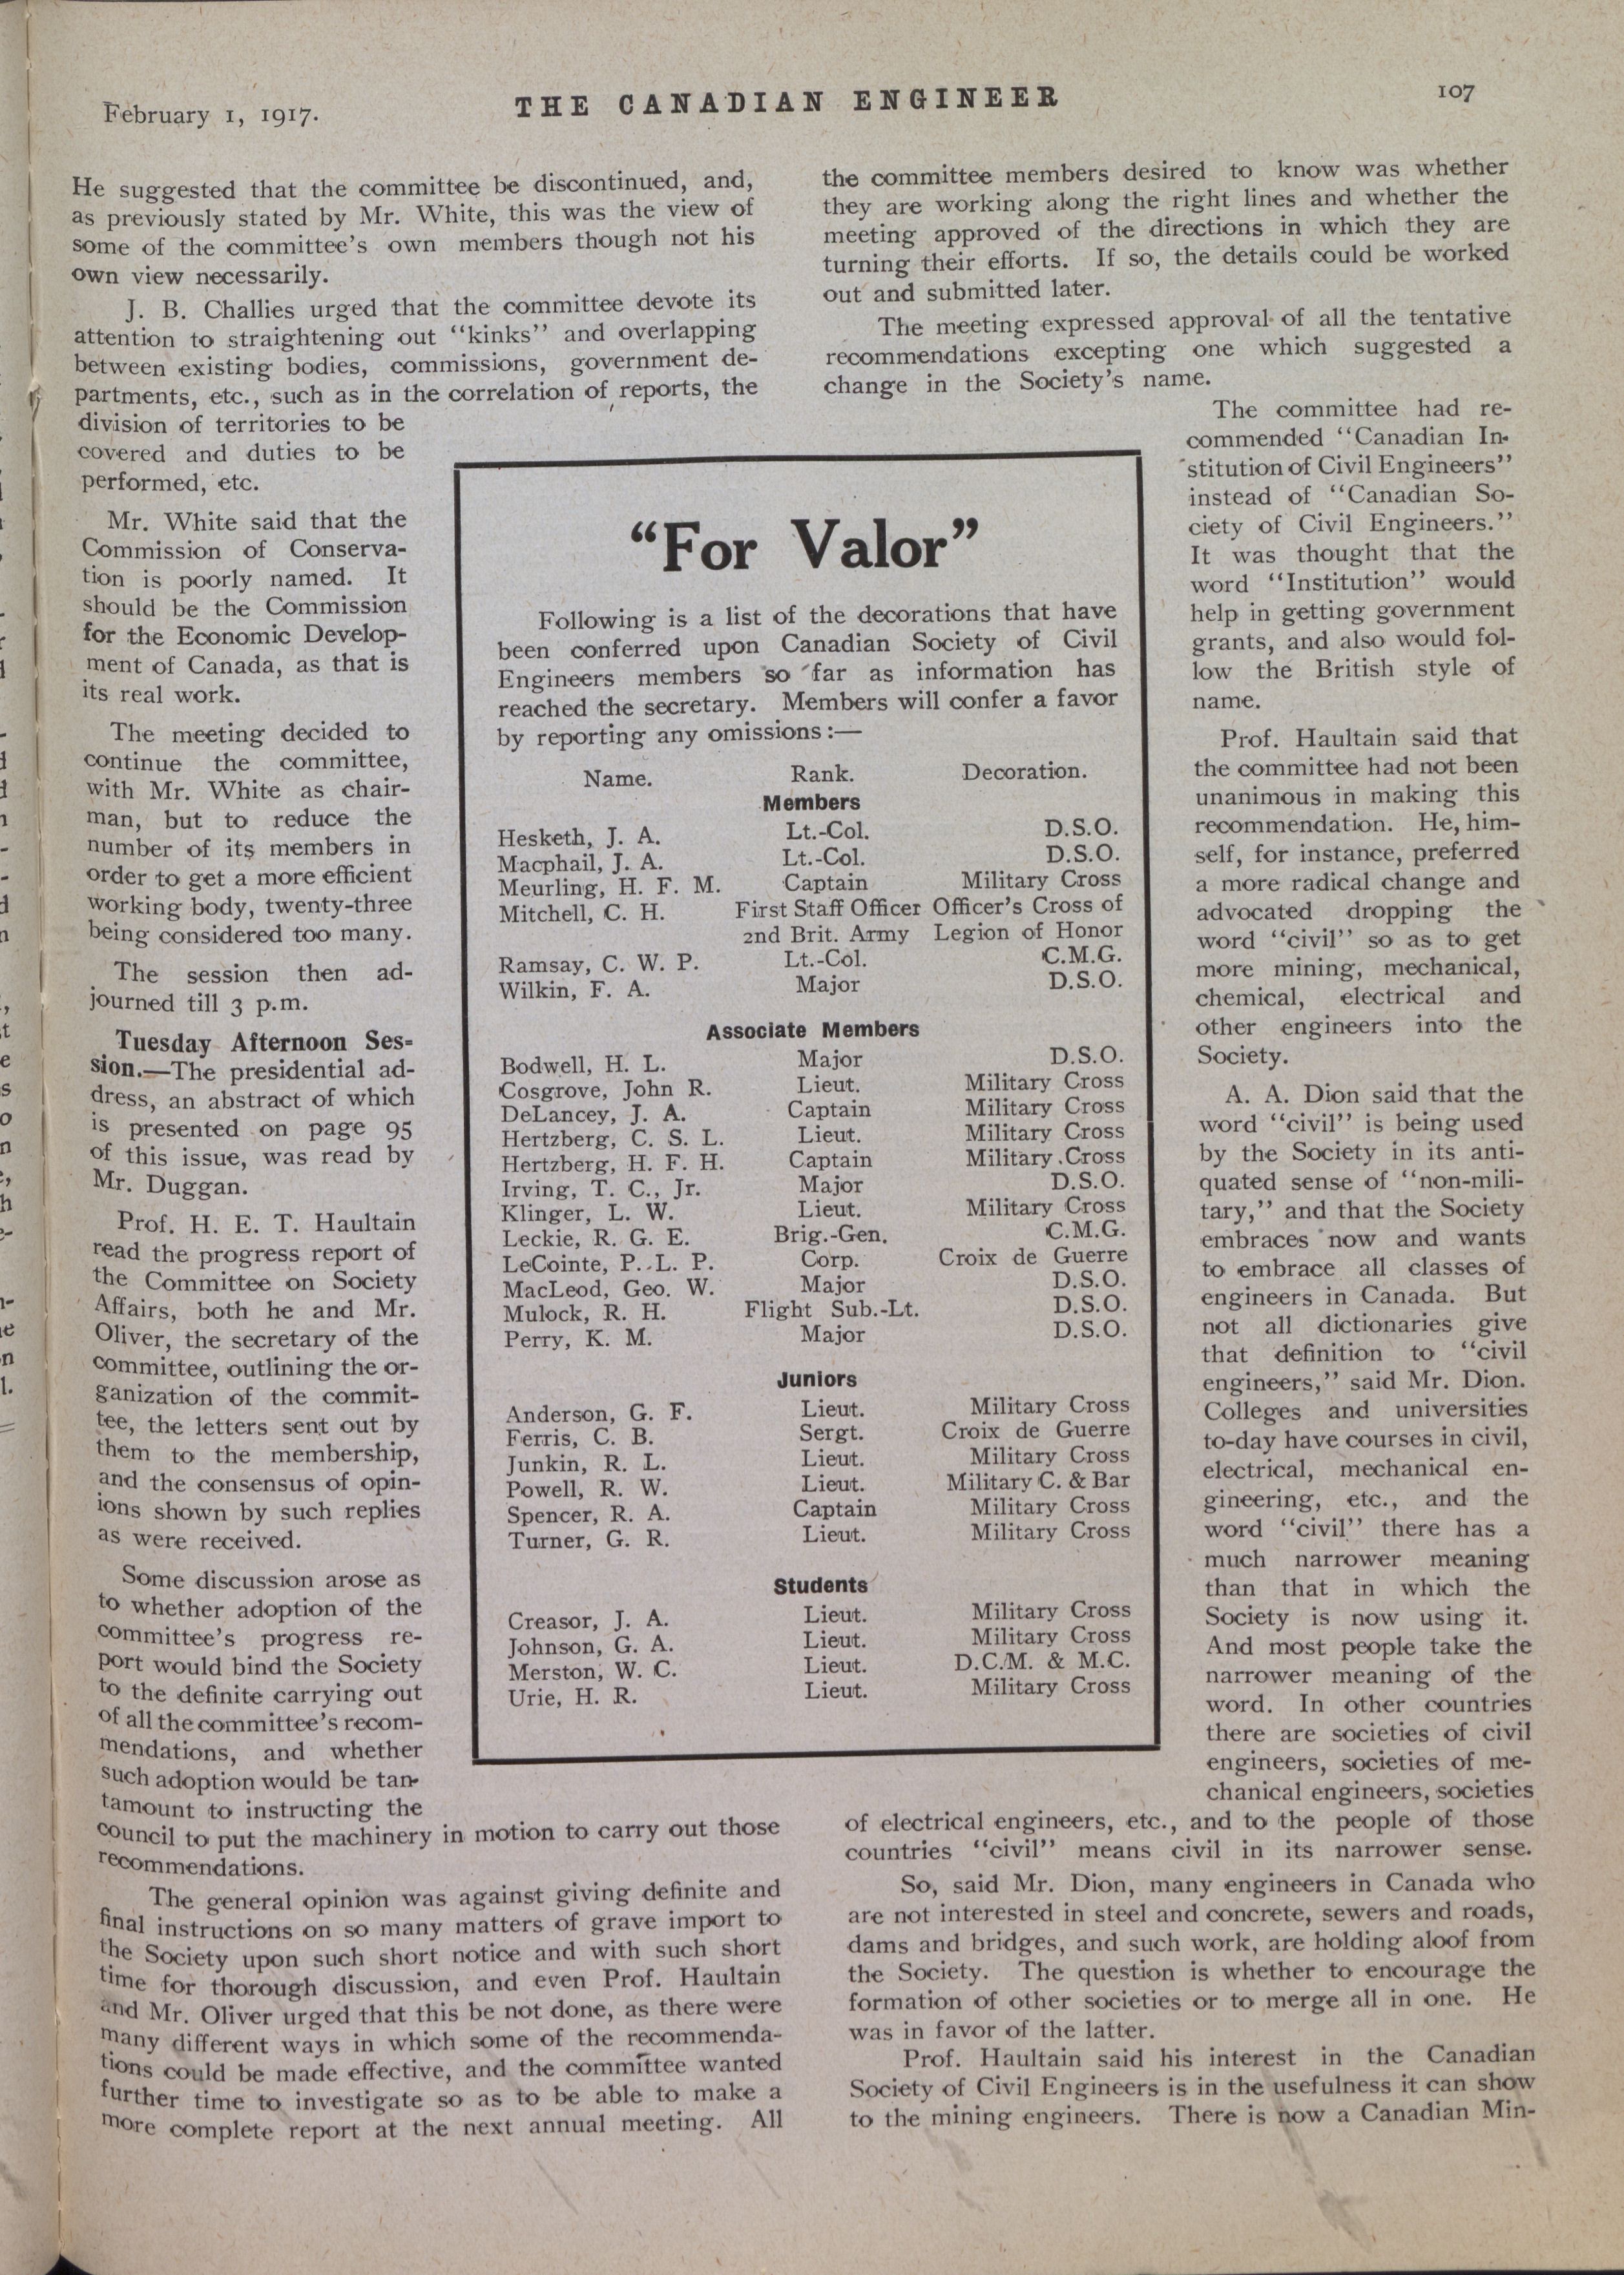 February 1, 1917.
THE CANADIAN ENGINEER
107
He suggested that the committee be discontinued, and,
as previously stated by Mr. White, this was the view of
some of the committee's own members though not his
own view necessarily.
J. B. Challies urged that the committee devote its
attention to straightening out "kinks" and overlapping
between existing bodies, commissions, government de-
partments, etc., such as in the correlation of reports, the
division of territories to be
covered and duties to be
performed, etc.
Mr. White said that the
Commission of Conserva-
tion is poorly named. It
should be the Commission
for the Economic Develop-
ment of Canada, as that is
its real work.
The meeting decided to
continue the committee,
with Mr. White as chair-
man, but to reduce the
number of its members in
order to get a more efficient
working body, twenty-three
being considered too many.
The session then ad-
journed till 3 p.m.
Tuesday Afternoon Ses-
sion.—The presidential ad-
dress, an abstract of which
is presented on page 95
of this issue, was read by
Mr. Duggan.
Prof. H. E. T. Haultain
read the progress report of
the Committee on Society
Affairs, both he and Mr.
Oliver, the secretary of the
committee, outlining the or-
ganization of the commit-
tee, the letters sent out by
them to the membership,
and the consensus of opin-
ions shown by such replies
as were received.
Some discussion arose as
to whether adoption of the
committee's progress re-
port would bind the Society
to the definite carrying out
of all the committee's recom-
mendations, and whether
such adoption would be tan-
tamount to instructing the
council to put the machinery in motion to carry out those
recommendations.
The general opinion was against giving definite and
final instructions on so many matters of grave import to
the Society upon such short notice and with such short
time for thorough discussion, and even Prof. Haultain
and Mr. Oliver urged that this be not done, as there were
many different ways in which some of the recommenda-
tions could be made effective, and the committee wanted
further time to investigate so as to be able to make a
more complete report at the next annual meeting. All
"For Valor"
Following is a list of the decorations that have
been conferred upon Canadian Society of Civil
Engineers members so far as information has
reached the secretary. Members will confer a favor
by reporting any omissions:—
Name. Rank. Decoration.
Members
Hesketh, J. A. Lt.-Col. D.S.O.
Macphail, J. A. Lt.-Col. D.S.O.
Meurling, H. F. M. Captain Military Cross
Mitchell, C. H. First Staff Officer Officer's Cross of
2nd Brit. Army Legion of Honor
Ramsay, C. W. P. Lt.-Col. C.M.G.
Wilkin, F. A. Major D.S.O.
Associate Members
Bodwell, H. L. Major D.S.O.
Cosgrove, John R. Lieut. Military Cross
DeLancey, J. A. Captain Military Cross
Hertzberg, C. S. L. Lieut. Military Cross
Hertzberg, H. F. H. Captain Military Cross
Irving, T. C., Jr. Major D.S.O.
Klinger, L. W. Lieut. Military Cross
Leckie, R. G. E. Brig.-Gen. C.M.G.
LeCointe, P. L. P. Corp. Croix de Guerre
MacLeod, Geo. W. Major D.S.O.
Mulock, R. H. Flight Sub.-Lt. D.S.O.
Perry, K. M. Major D.S.O.
Juniors
Anderson, G. F. Lieut. Military Cross
Ferris, C. B. Sergt. Croix de Guerre
Junkin, R. L. Lieut. Military Cross
Powell, R. W. Lieut. Military C. & Bar
Spencer, R. A. Captain Military Cross
Turner, G. R. Lieut. Military Cross
Students
Creasor, J. A. Lieut. Military Cross
Johnson, G. A. Lieut. Military Cross
Merston, W. C. Lieut. D.C.M. & M.C.
Urie, H. R. Lieut. Military Cross
the committee members desired to know was whether
they are working along the right lines and whether the
meeting approved of the directions in which they are
turning their efforts. If so, the details could be worked
out and submitted later.
The meeting expressed approval of all the tentative
recommendations excepting one which suggested a
change in the Society's name.
The committee had re-
commended "Canadian In-
stitution of Civil Engineers"
instead of "Canadian So-
ciety of Civil Engineers."
It was thought that the
word "Institution" would
help in getting government
grants, and also would fol-
low the British style of
name.
Prof. Haultain said that
the committee had not been
unanimous in making this
recommendation. He, him-
self, for instance, preferred
a more radical change and
advocated dropping the
word "civil" so as to get
more mining, mechanical,
chemical, electrical and
other engineers into the
Society.
A. A. Dion said that the
word "civil" is being used
by the Society in its anti-
quated sense of "non-mili-
tary," and that the Society
embraces now and wants
to embrace all classes of
engineers in Canada. But
not all dictionaries give
that definition to "civil
engineers," said Mr. Dion.
Colleges and universities
to-day have courses in civil,
electrical, mechanical en-
gineering, etc., and the
word "civil" there has a
much narrower meaning
than that in which the
Society is now using it.
And most people take the
narrower meaning of the
word. In other countries
there are societies of civil
engineers, societies of me-
chanical engineers, societies
of electrical engineers, etc., and to the people of those
countries "civil" means civil in its narrower sense.
So, said Mr. Dion, many engineers in Canada who
are not interested in steel and concrete, sewers and roads,
dams and bridges, and such work, are holding aloof from
the Society. The question is whether to encourage the
formation of other societies or to merge all in one. He
was in favor of the latter.
Prof. Haultain said his interest in the Canadian
Society of Civil Engineers is in the usefulness it can show
to the mining engineers. There is now a Canadian Min-